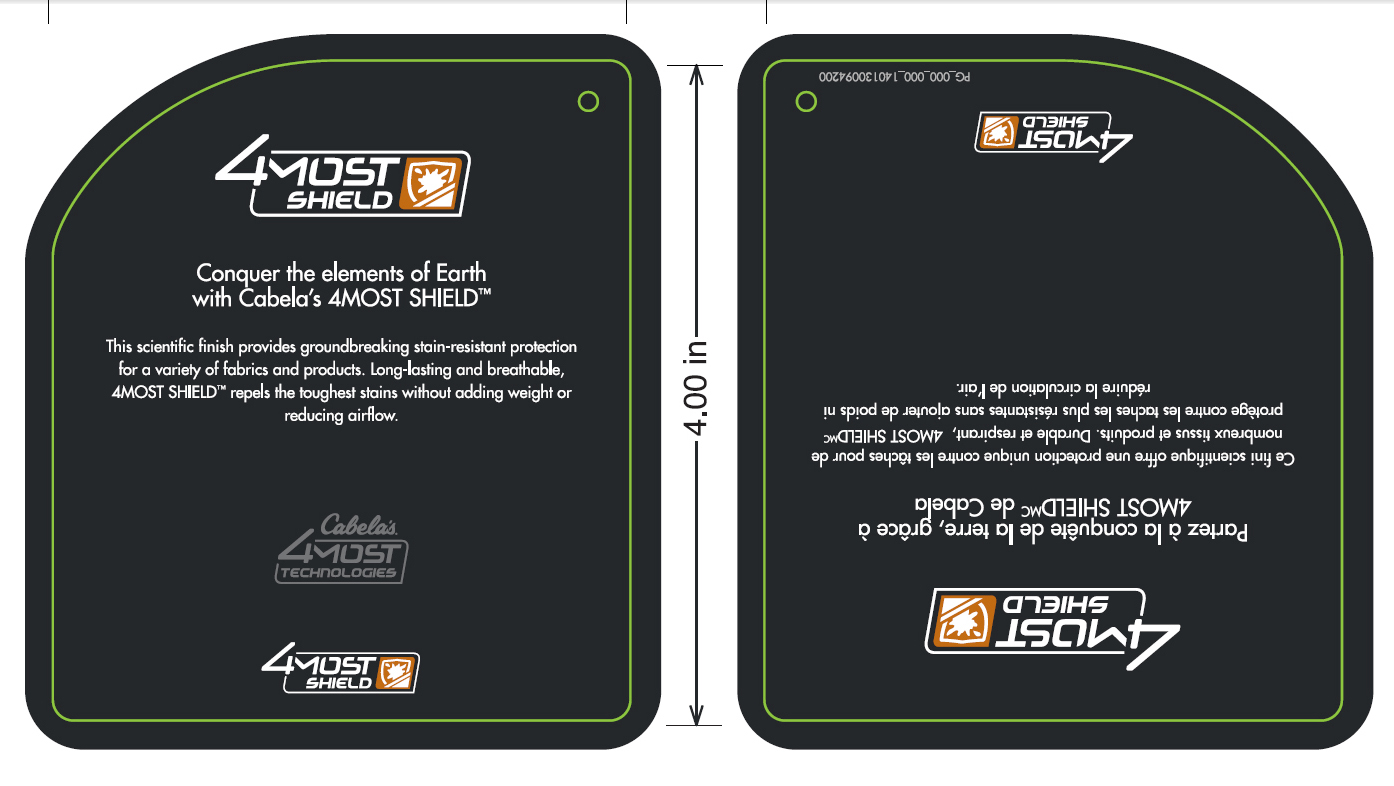 4MOST
SHIELD
Conquer the elements of Earth
with Cabela's 4MOST SHIELD™
This scientific finish provides groundbreaking stain-resistant protection
for a variety of fabrics and products. Long-lasting and breathable,
4MOST SHIELD™ repels the toughest stains without adding weight or
reducing airflow.
Cabela's
4MOST
TECHNOLOGIES
4MOST
SHIELD
4.00 in
4MOST
SHIELD
Partez à la conquête de la terre, grâce à
4MOST SHIELDMC de Cabela
Ce fini scientifique offre une protection unique contre les tâches pour de
nombreux tissus et produits. Durable et respirant, 4MOST SHIELDMC
protège contre les taches les plus résistantes sans ajouter de poids ni
réduire la circulation de l'air.
4MOST
SHIELD
PG_000_000_1401300094200